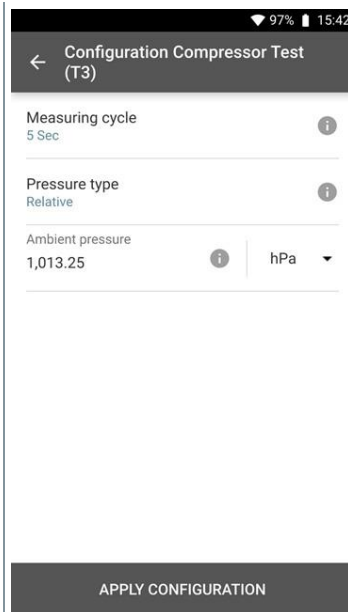 97% 15:42
Configuration Compressor Test
(T3)
Measuring cycle
5 Sec
Pressure type
Relative
Ambient pressure
1,013.25 hPa
APPLY CONFIGURATION